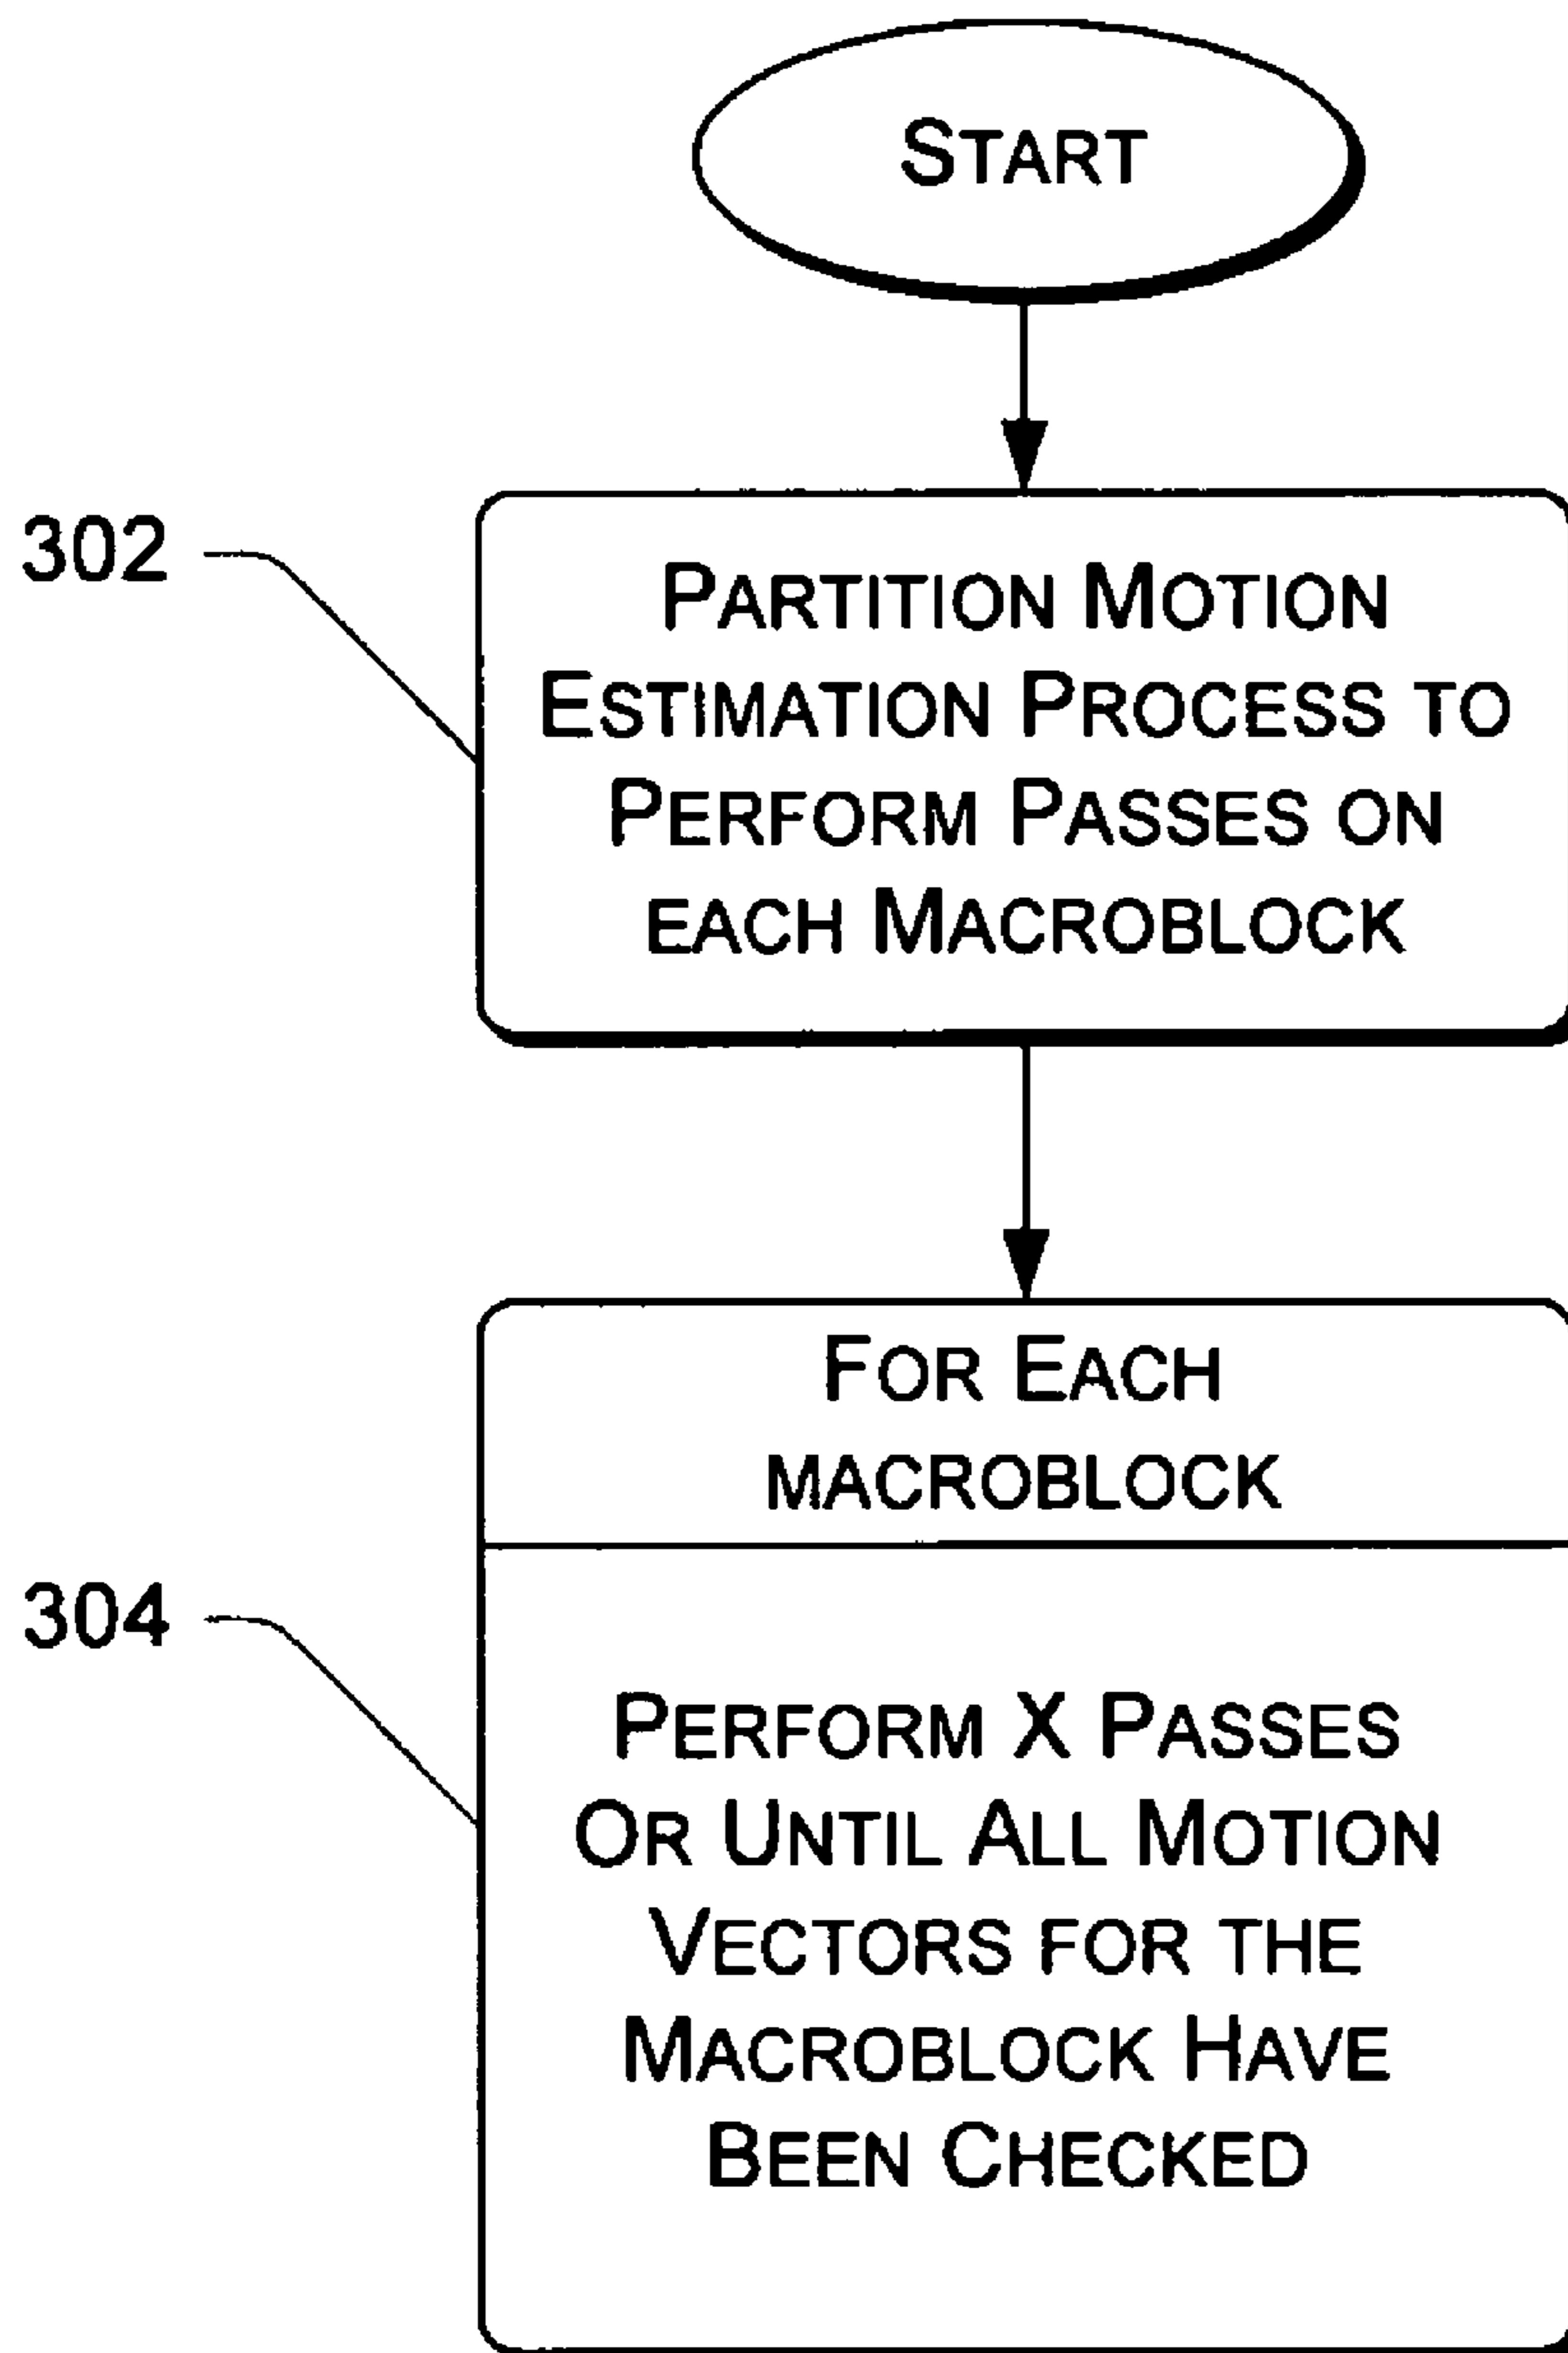 START
302
PARTITION MOTION
ESTIMATION PROCESS TO
PERFORM PASSES ON
EACH MACROBLOCK
FOR EACH
MACROBLOCK
304
PERFORM X PASSES
OR UNTIL ALL MOTION
VECTORS FOR THE
MACROBLOCK HAVE
BEEN CHECKED